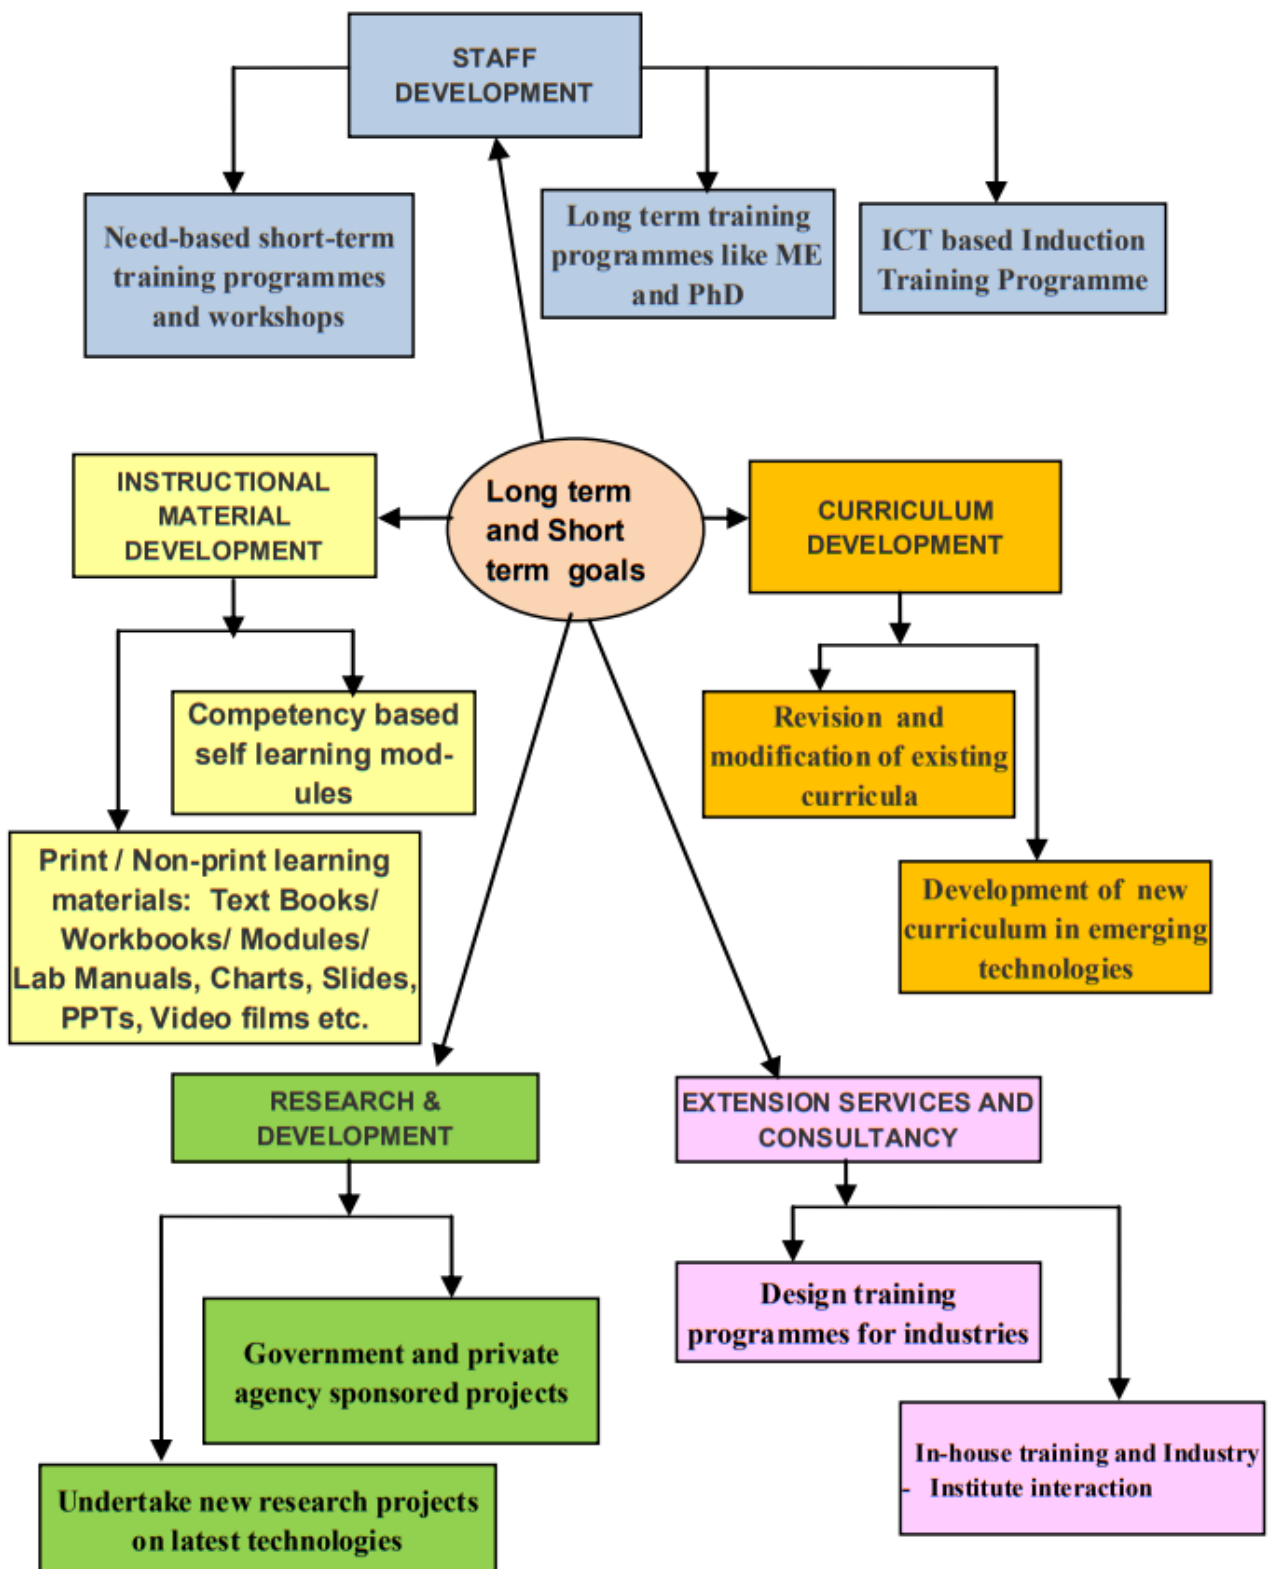 STAFF
DEVELOPMENT
Need-based short-term
training programmes
and workshops
Long term training
programmes like ME
and PhD
ICT based Induction
Training Programme
INSTRUCTIONAL
MATERIAL
DEVELOPMENT
Long term
and Short
term goals
CURRICULUM
DEVELOPMENT
Competency based
self learning mod-
ules
Print / Non-print learning
materials: Text Books/
Workbooks/ Modules/
Lab Manuals, Charts, Slides,
PPTs, Video films etc.
Revision and
modification of existing
curricula
Development of new
curriculum in emerging
technologies
RESEARCH &
DEVELOPMENT
Government and private
agency sponsored projects
Undertake new research projects
on latest technologies
EXTENSION SERVICES AND
CONSULTANCY
Design training
programmes for industries
In-house training and Industry
- Institute interaction